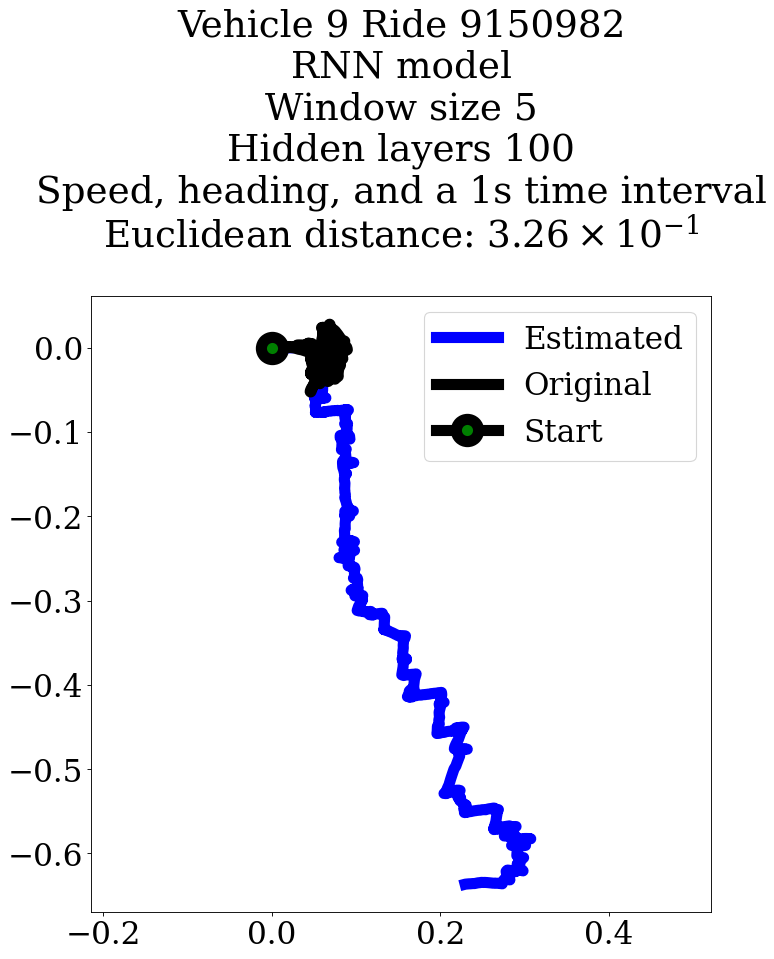 Vehicle 9 Ride 9150982
RNN model
Window size 5
Hidden layers 100
Speed, heading, and a 1s time interval
Euclidean distance: 3.26 × 10⁻¹
Estimated
Original
Start
0.0
−0.1
−0.2
−0.3
−0.4
−0.5
−0.6
−0.2 0.0 0.2 0.4